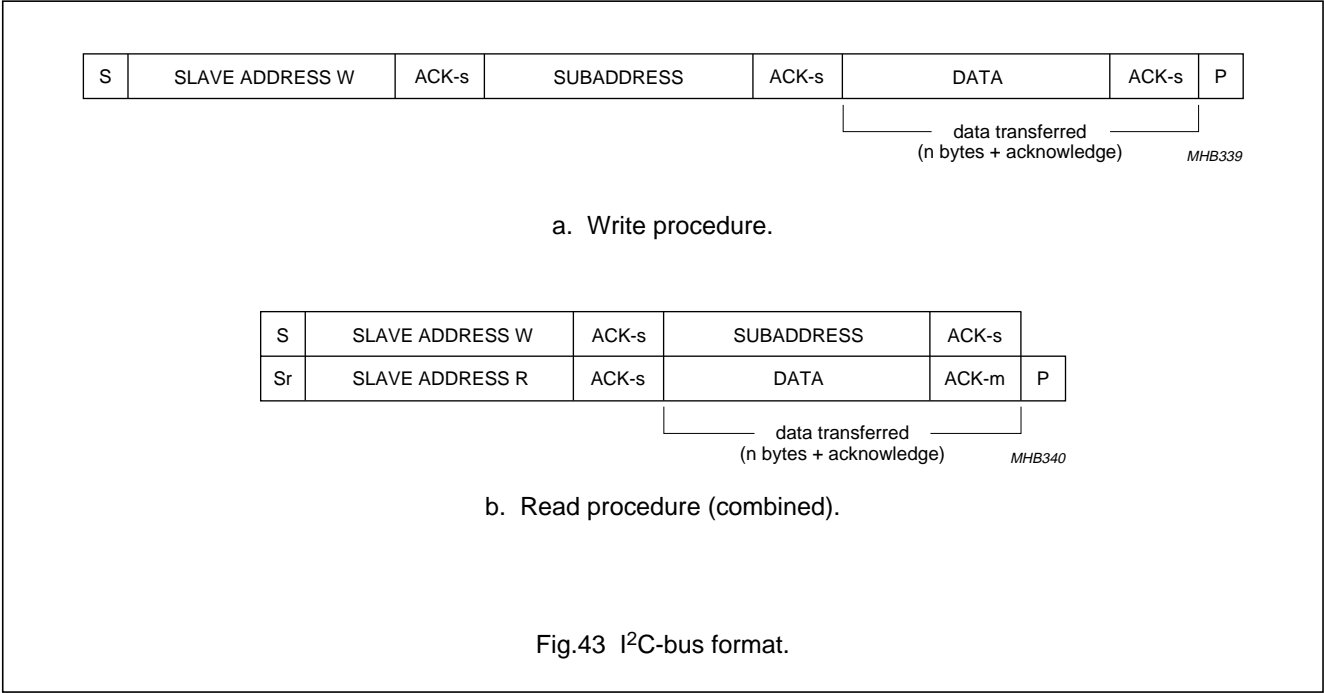 S SLAVE ADDRESS W ACK-s SUBADDRESS ACK-s DATA ACK-s P
data transferred
(n bytes + acknowledge)
MHB339
a. Write procedure.
S SLAVE ADDRESS W ACK-s SUBADDRESS ACK-s
Sr SLAVE ADDRESS R ACK-s DATA ACK-m P
data transferred
(n bytes + acknowledge)
MHB340
b. Read procedure (combined).
Fig.43 I²C-bus format.